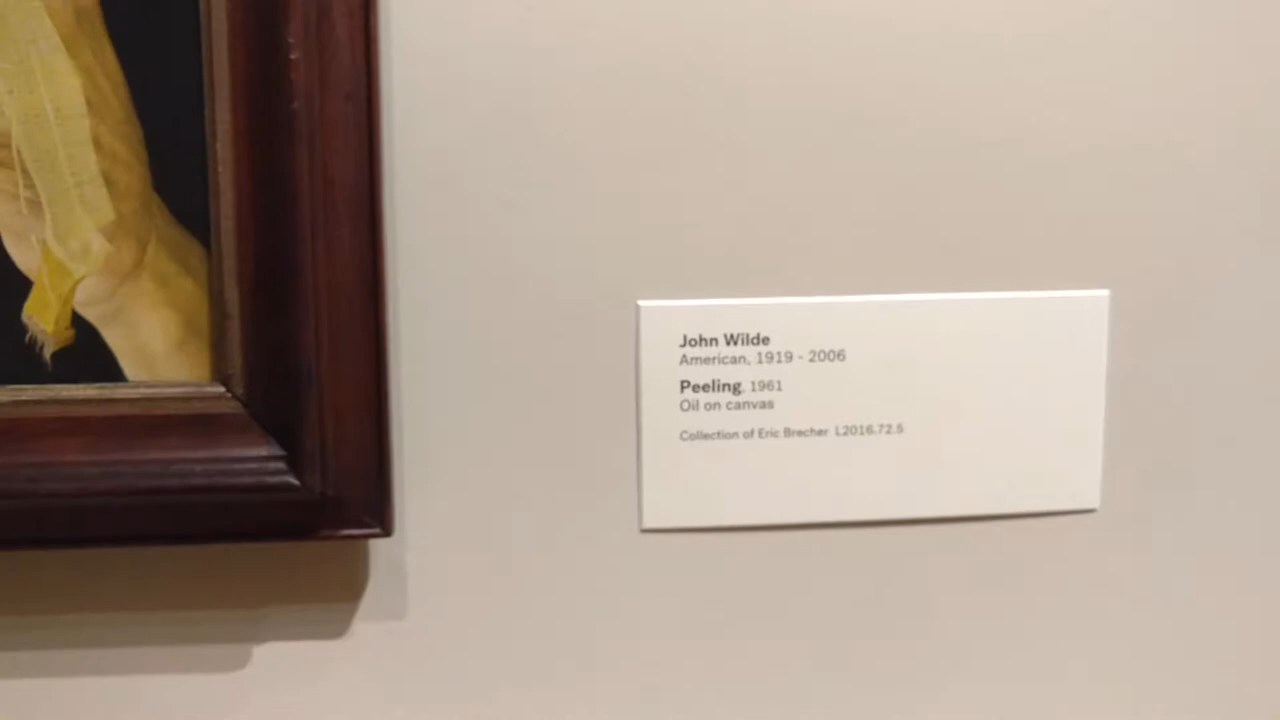 John Wilde
American, 1919 - 2006
Peeling, 1961
Oil on canvas
Collection of Eric Brecher L2016.72.5